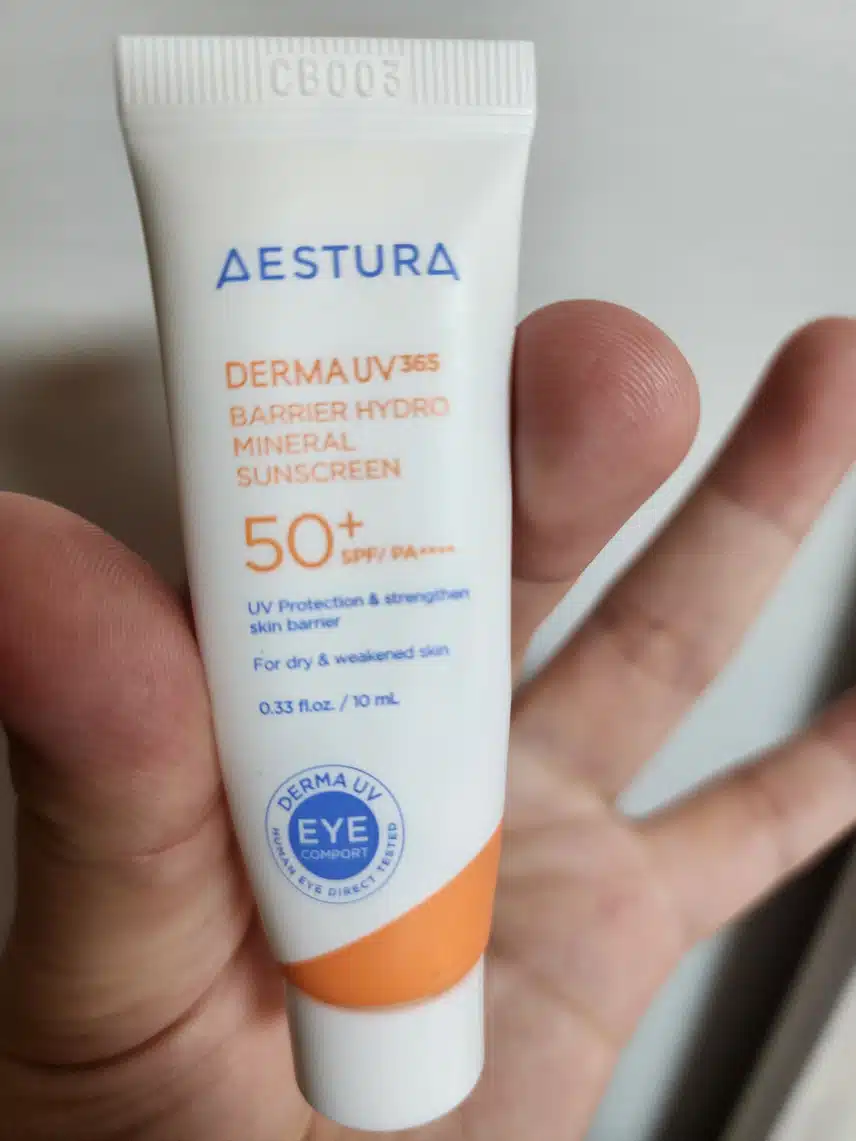 CB003
AESTURA
DERMA UV³⁶⁵
BARRIER HYDRO
MINERAL
SUNSCREEN
50+
SPF/ PA++++
UV Protection & strengthen
skin barrier
For dry & weakened skin
0.33 fl.oz. / 10 mL
DERMA UV
EYE
COMFORT
HUMAN EYE DIRECT TESTED